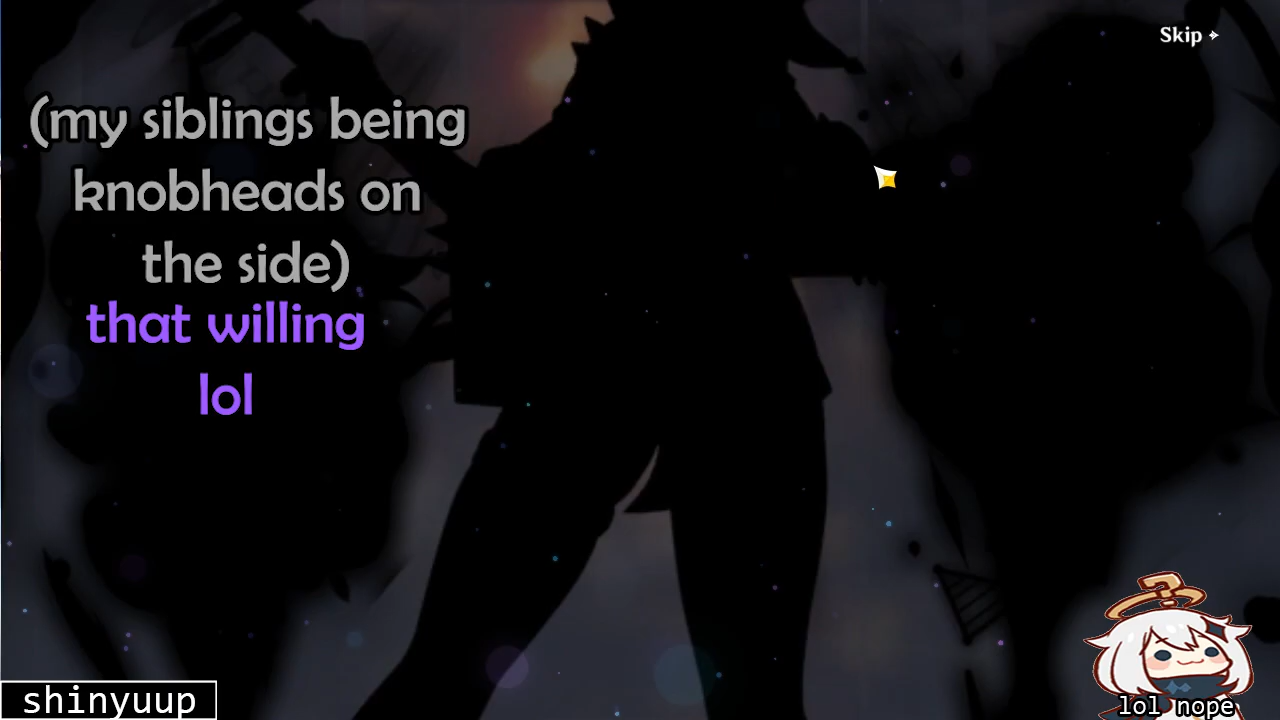 Skip
(my siblings being
knobheads on
the side)
that willing
lol
shinyuup
lol nope